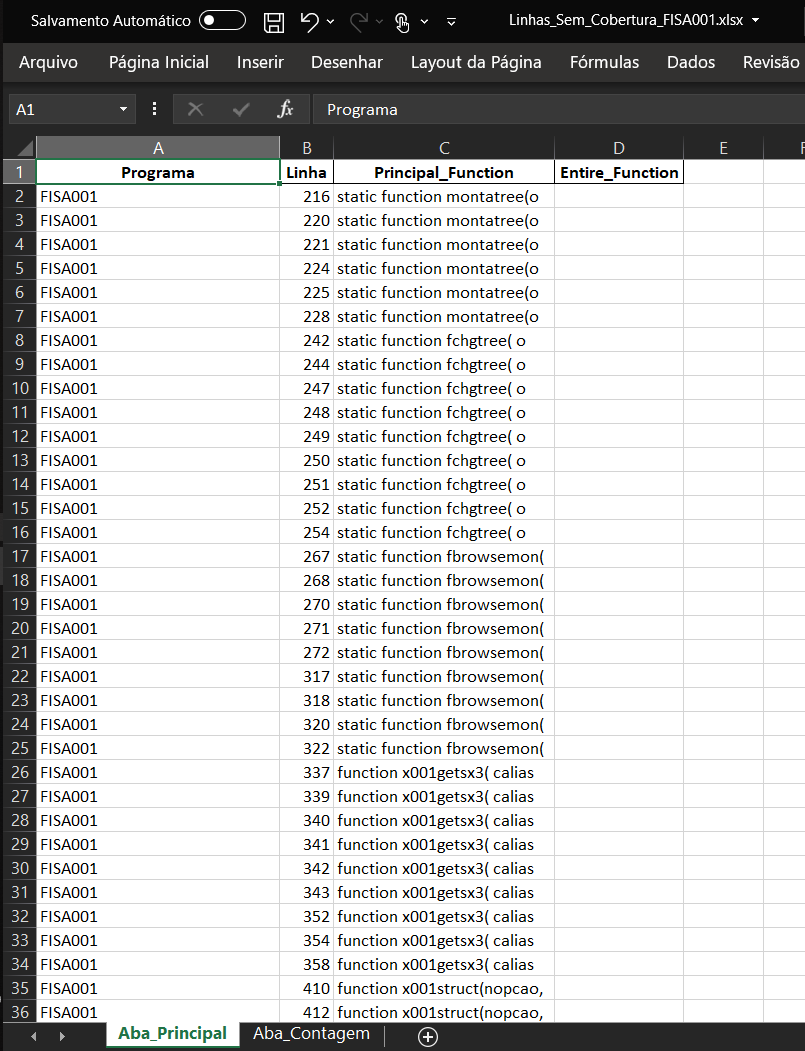 Salvamento Automático Linhas_Sem_Cobertura_FISA001.xlsx
Arquivo Página Inicial Inserir Desenhar Layout da Página Fórmulas Dados Revisão
A1 fx Programa
A B C D E F
1 Programa Linha Principal_Function Entire_Function
2 FISA001 216 static function montatree(o
3 FISA001 220 static function montatree(o
4 FISA001 221 static function montatree(o
5 FISA001 224 static function montatree(o
6 FISA001 225 static function montatree(o
7 FISA001 228 static function montatree(o
8 FISA001 242 static function fchgtree( o
9 FISA001 244 static function fchgtree( o
10 FISA001 247 static function fchgtree( o
11 FISA001 248 static function fchgtree( o
12 FISA001 249 static function fchgtree( o
13 FISA001 250 static function fchgtree( o
14 FISA001 251 static function fchgtree( o
15 FISA001 252 static function fchgtree( o
16 FISA001 254 static function fchgtree( o
17 FISA001 267 static function fbrowsemon(
18 FISA001 268 static function fbrowsemon(
19 FISA001 270 static function fbrowsemon(
20 FISA001 271 static function fbrowsemon(
21 FISA001 272 static function fbrowsemon(
22 FISA001 317 static function fbrowsemon(
23 FISA001 318 static function fbrowsemon(
24 FISA001 320 static function fbrowsemon(
25 FISA001 322 static function fbrowsemon(
26 FISA001 337 function x001getsx3( calias
27 FISA001 339 function x001getsx3( calias
28 FISA001 340 function x001getsx3( calias
29 FISA001 341 function x001getsx3( calias
30 FISA001 342 function x001getsx3( calias
31 FISA001 343 function x001getsx3( calias
32 FISA001 352 function x001getsx3( calias
33 FISA001 354 function x001getsx3( calias
34 FISA001 358 function x001getsx3( calias
35 FISA001 410 function x001struct(nopcao,
36 FISA001 412 function x001struct(nopcao,
Aba_Principal Aba_Contagem